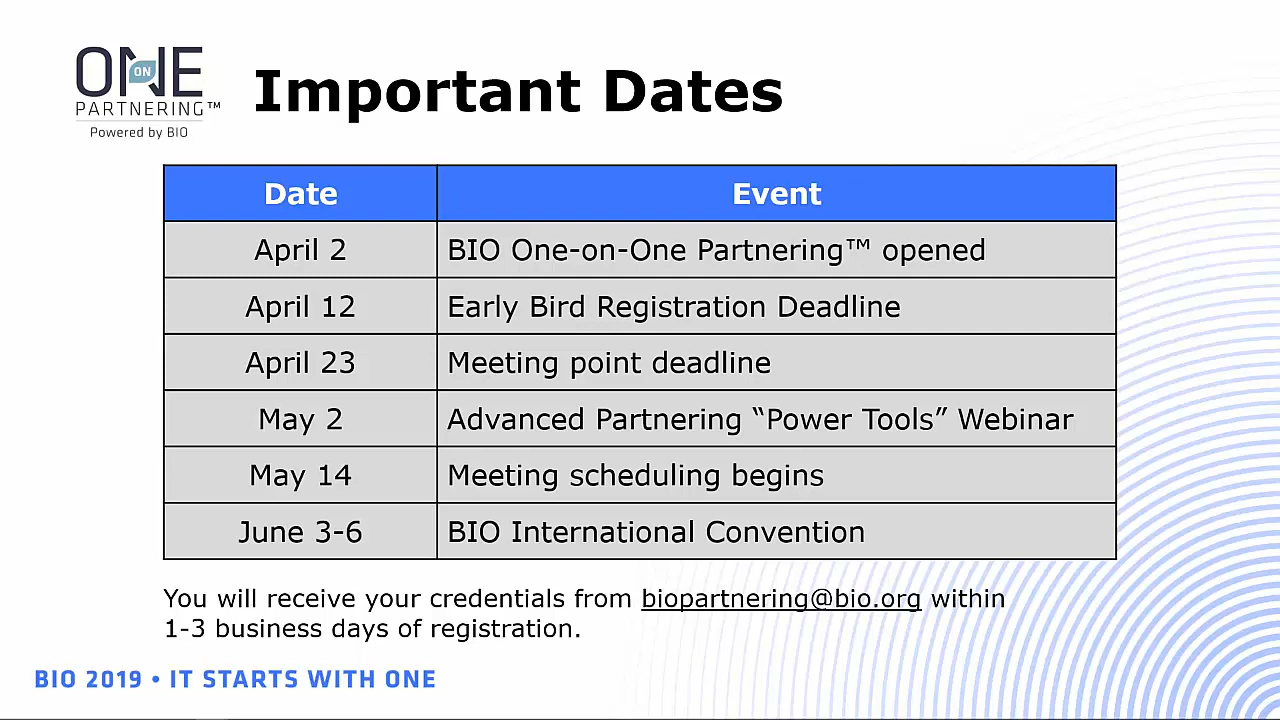 ONE
ON
PARTNERING™
Powered by BIO
Important Dates
Date Event
April 2 BIO One-on-One Partnering™ opened
April 12 Early Bird Registration Deadline
April 23 Meeting point deadline
May 2 Advanced Partnering “Power Tools” Webinar
May 14 Meeting scheduling begins
June 3-6 BIO International Convention
You will receive your credentials from biopartnering@bio.org within
1-3 business days of registration.
BIO 2019 • IT STARTS WITH ONE